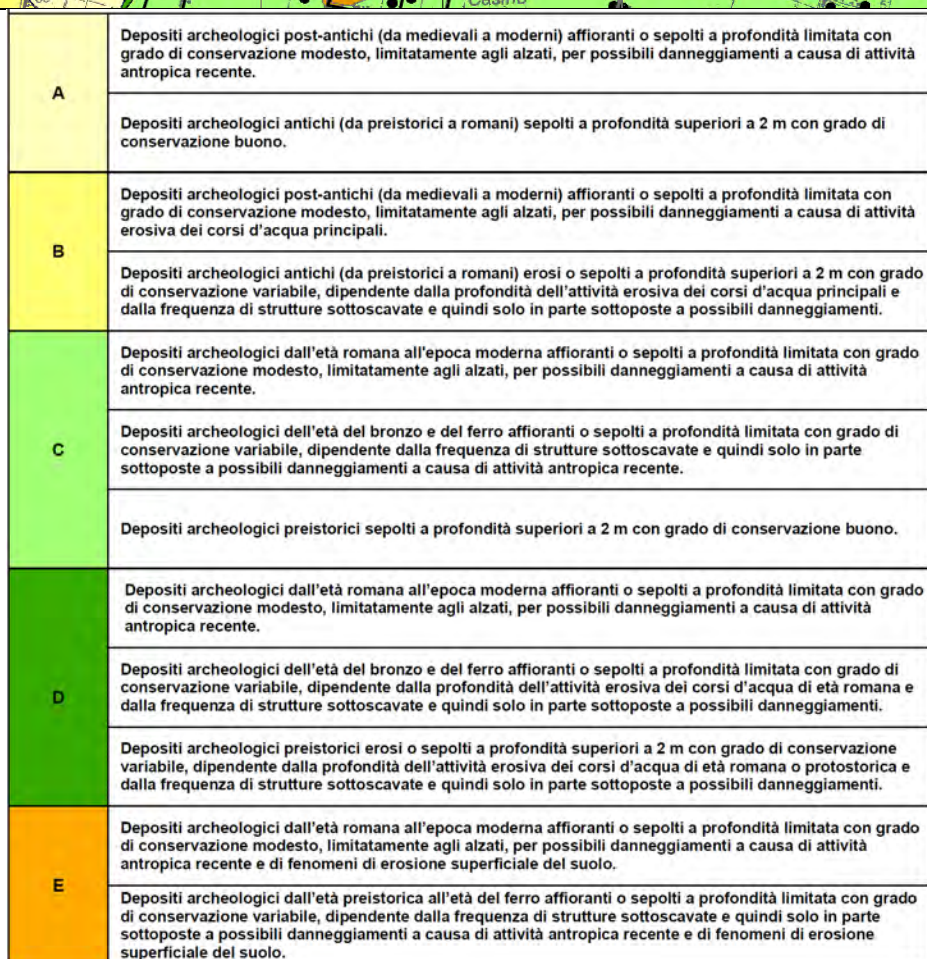 Casino
51
Depositi archeologici post-antichi (da medievali a moderni) affioranti o sepolti a profondità limitata con
grado di conservazione modesto, limitatamente agli alzati, per possibili danneggiamenti a causa di attività
antropica recente.
A
Depositi archeologici antichi (da preistorici a romani) sepolti a profondità superiori a 2 m con grado di
conservazione buono.
Depositi archeologici post-antichi (da medievali a moderni) affioranti o sepolti a profondità limitata con
grado di conservazione modesto, limitatamente agli alzati, per possibili danneggiamenti a causa di attività
erosiva dei corsi d'acqua principali.
B
Depositi archeologici antichi (da preistorici a romani) erosi o sepolti a profondità superiori a 2 m con grado
di conservazione variabile, dipendente dalla profondità dell'attività erosiva dei corsi d'acqua principali e
dalla frequenza di strutture sottoscavate e quindi solo in parte sottoposte a possibili danneggiamenti.
Depositi archeologici dall'età romana all'epoca moderna affioranti o sepolti a profondità limitata con grado
di conservazione modesto, limitatamente agli alzati, per possibili danneggiamenti a causa di attività
antropica recente.
C
Depositi archeologici dell'età del bronzo e del ferro affioranti o sepolti a profondità limitata con grado di
conservazione variabile, dipendente dalla frequenza di strutture sottoscavate e quindi solo in parte
sottoposte a possibili danneggiamenti a causa di attività antropica recente.
Depositi archeologici preistorici sepolti a profondità superiori a 2 m con grado di conservazione buono.
Depositi archeologici dall'età romana all'epoca moderna affioranti o sepolti a profondità limitata con grado
di conservazione modesto, limitatamente agli alzati, per possibili danneggiamenti a causa di attività
antropica recente.
D
Depositi archeologici dell'età del bronzo e del ferro affioranti o sepolti a profondità limitata con grado di
conservazione variabile, dipendente dalla profondità dell'attività erosiva dei corsi d'acqua di età romana e
dalla frequenza di strutture sottoscavate e quindi solo in parte sottoposte a possibili danneggiamenti.
Depositi archeologici preistorici erosi o sepolti a profondità superiori a 2 m con grado di conservazione
variabile, dipendente dalla profondità dell'attività erosiva dei corsi d'acqua di età romana o protostorica e
dalla frequenza di strutture sottoscavate e quindi solo in parte sottoposte a possibili danneggiamenti.
Depositi archeologici dall'età romana all'epoca moderna affioranti o sepolti a profondità limitata con grado
di conservazione modesto, limitatamente agli alzati, per possibili danneggiamenti a causa di attività
antropica recente e di fenomeni di erosione superficiale del suolo.
E
Depositi archeologici dall'età preistorica all'età del ferro affioranti o sepolti a profondità limitata con grado
di conservazione variabile, dipendente dalla frequenza di strutture sottoscavate e quindi solo in parte
sottoposte a possibili danneggiamenti a causa di attività antropica recente e di fenomeni di erosione
superficiale del suolo.